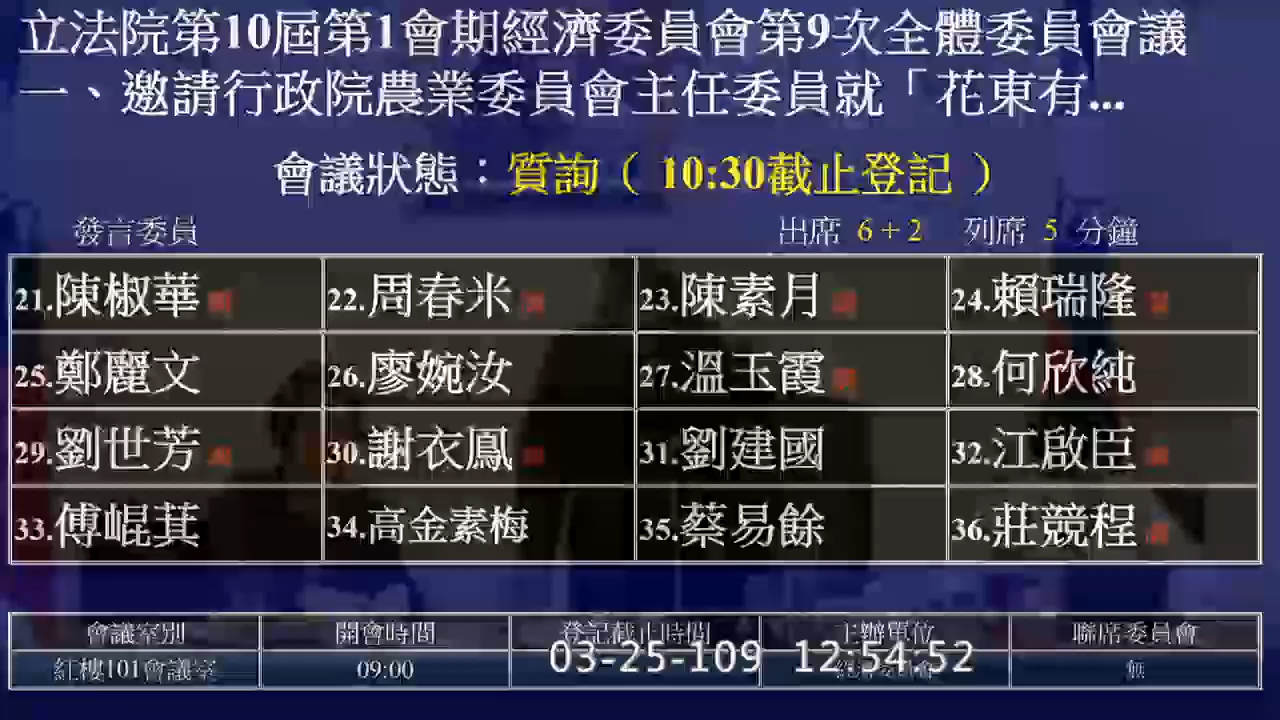 立法院第10屆第1會期經濟委員會第9次全體委員會議
一、邀請行政院農業委員會主任委員就「花東有...
會議狀態：質詢（10:30截止登記）
發言委員 出席 6+2 列席 5 分鐘
21.陳椒華 22.周春米 23.陳素月 24.賴瑞隆
25.鄭麗文 26.廖婉汝 27.溫玉霞 28.何欣純
29.劉世芳 30.謝衣鳳 31.劉建國 32.江啟臣
33.傅崐萁 34.高金素梅 35.蔡易餘 36.莊競程
會議室別 開會時間 登記截止時間 主辦單位 聯席委員會
紅樓101會議室 09:00 無
03-25-109 12:54:52